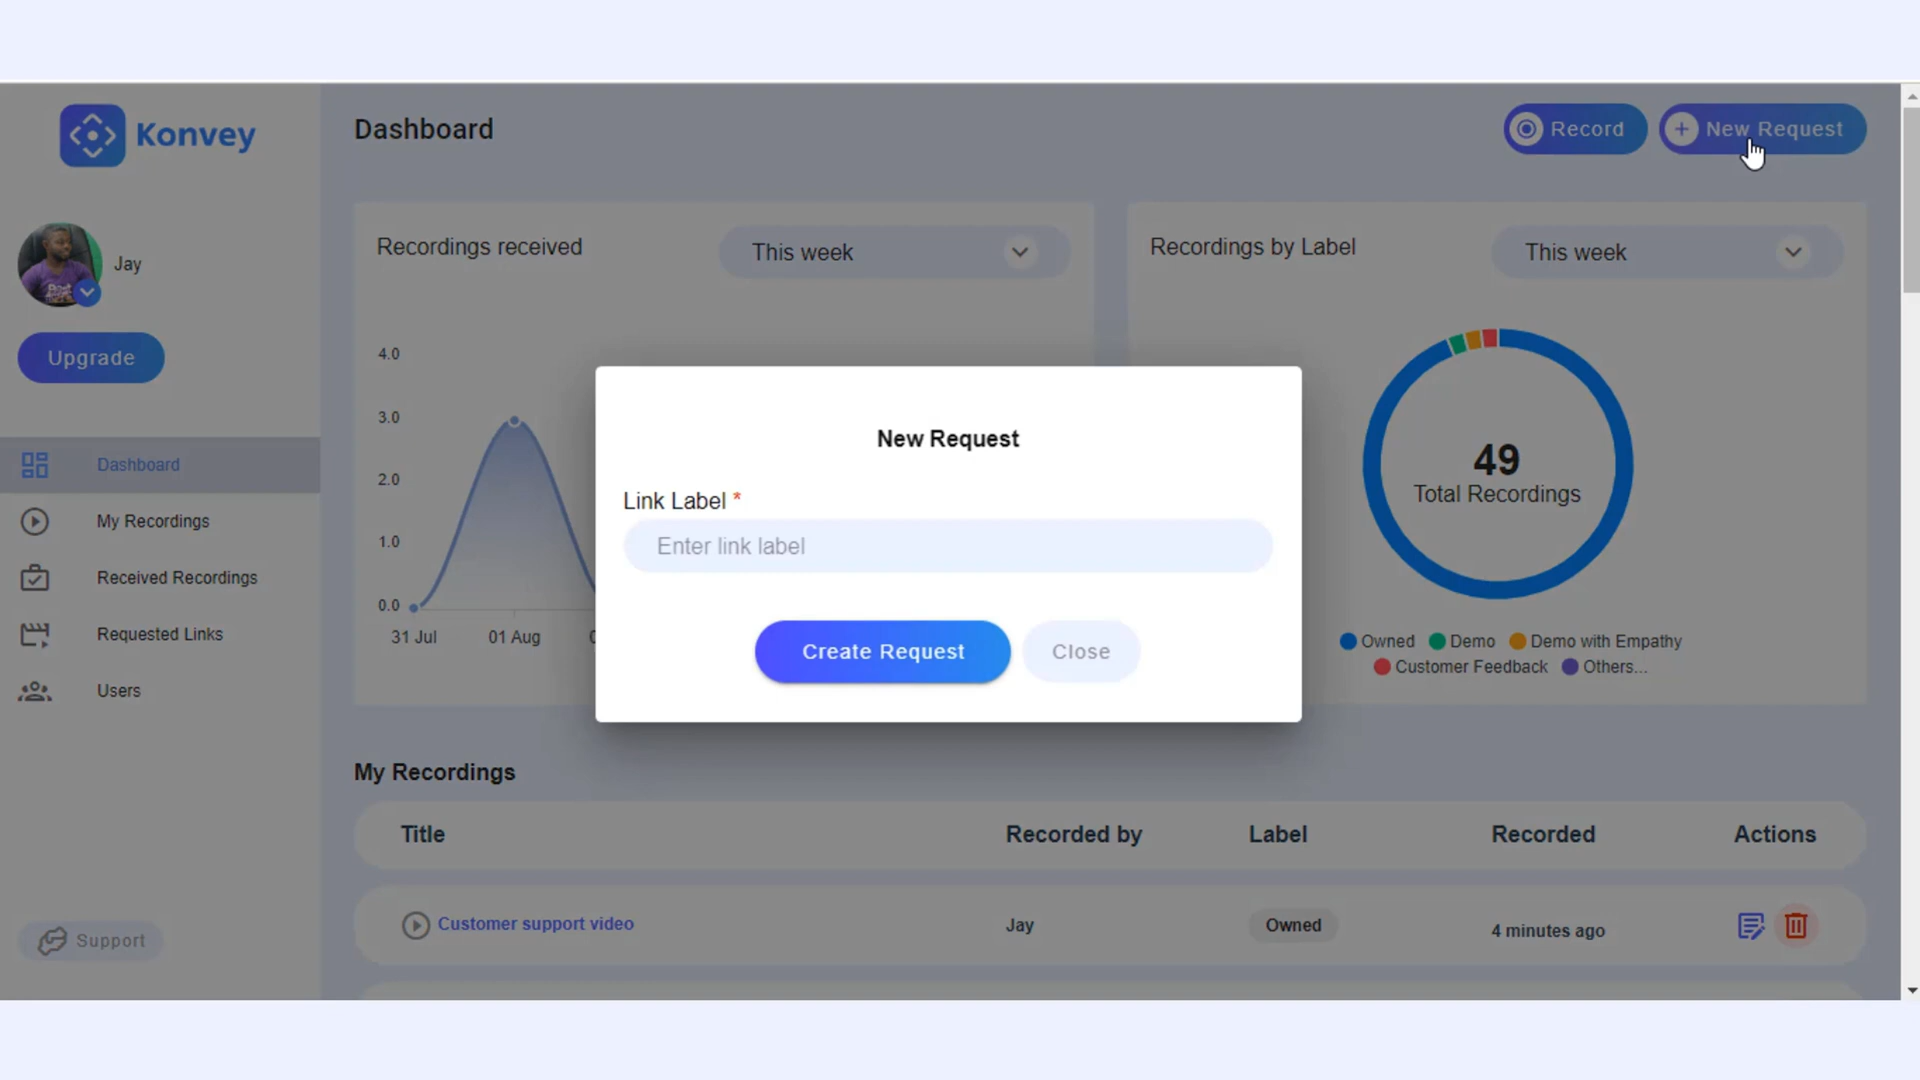 Konvey
Jay
Upgrade
Dashboard
My Recordings
Received Recordings
Requested Links
Users
Support
Dashboard
Record
New Request
Recordings received
This week
4.0
3.0
2.0
1.0
0.0
31 Jul
01 Aug
Recordings by Label
This week
49
Total Recordings
Owned
Demo
Demo with Empathy
Customer Feedback
Others...
New Request
Link Label *
Enter link label
Create Request
Close
My Recordings
Title Recorded by Label Recorded Actions
Customer support video Jay Owned 4 minutes ago